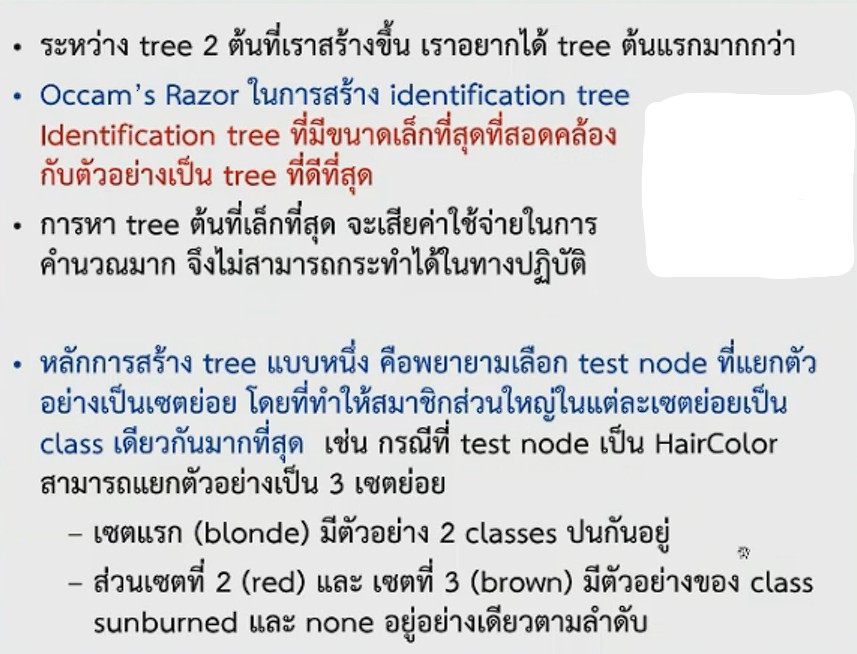 • ระหว่าง tree 2 ต้นที่เราสร้างขึ้น เราอยากได้ tree ต้นแรกมากกว่า
• Occam's Razor ในการสร้าง identification tree
Identification tree ที่มีขนาดเล็กที่สุดที่สอดคล้อง
กับตัวอย่างเป็น tree ที่ดีที่สุด
• การหา tree ต้นที่เล็กที่สุด จะเสียค่าใช้จ่ายในการ
คำนวณมาก จึงไม่สามารถกระทำได้ในทางปฏิบัติ
• หลักการสร้าง tree แบบหนึ่ง คือพยายามเลือก test node ที่แยกตัว
อย่างเป็นเซตย่อย โดยที่ทำให้สมาชิกส่วนใหญ่ในแต่ละเซตย่อยเป็น
class เดียวกันมากที่สุด เช่น กรณีที่ test node เป็น HairColor
สามารถแยกตัวอย่างเป็น 3 เซตย่อย
– เซตแรก (blonde) มีตัวอย่าง 2 classes ปนกันอยู่
– ส่วนเซตที่ 2 (red) และ เซตที่ 3 (brown) มีตัวอย่างของ class
sunburned และ none อยู่อย่างเดียวตามลำดับ